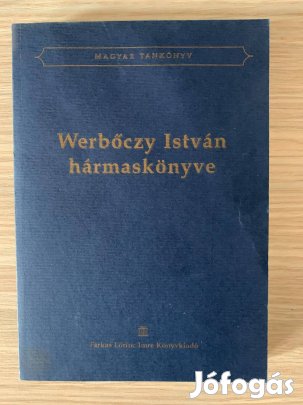 MAGYAR TANKÖNYV
Werbőczy István
hármaskönyve
Farkas Lőrinc Imre Könyvkiadó
Jófogás